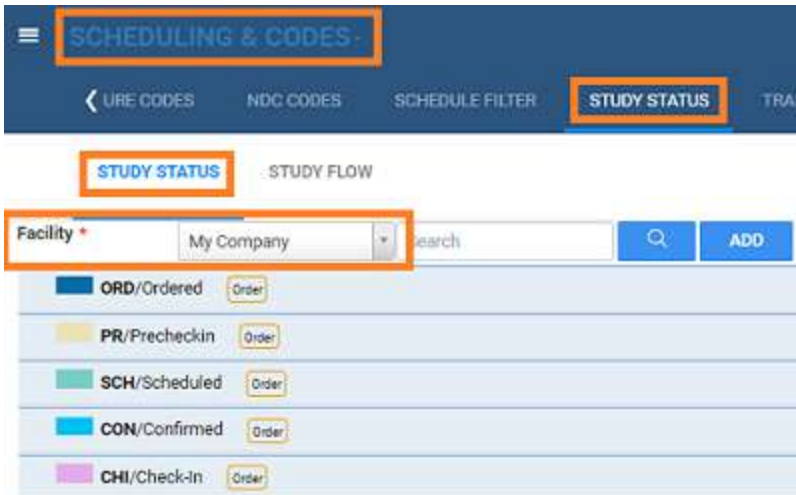 SCHEDULING & CODES-
URE CODES NDC CODES SCHEDULE FILTER STUDY STATUS TRA
STUDY STATUS STUDY FLOW
Facility * My Company Search ADD
ORD/Ordered Order
PR/Precheckin Order
SCH/Scheduled Order
CON/Confirmed Order
CHI/Check-In Order